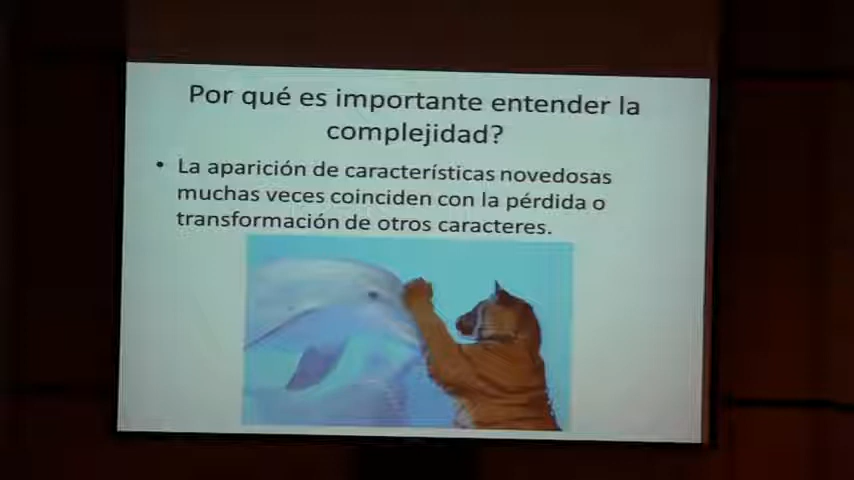 Por qué es importante entender la
complejidad?
• La aparición de características novedosas
muchas veces coinciden con la pérdida o
transformación de otros caracteres.